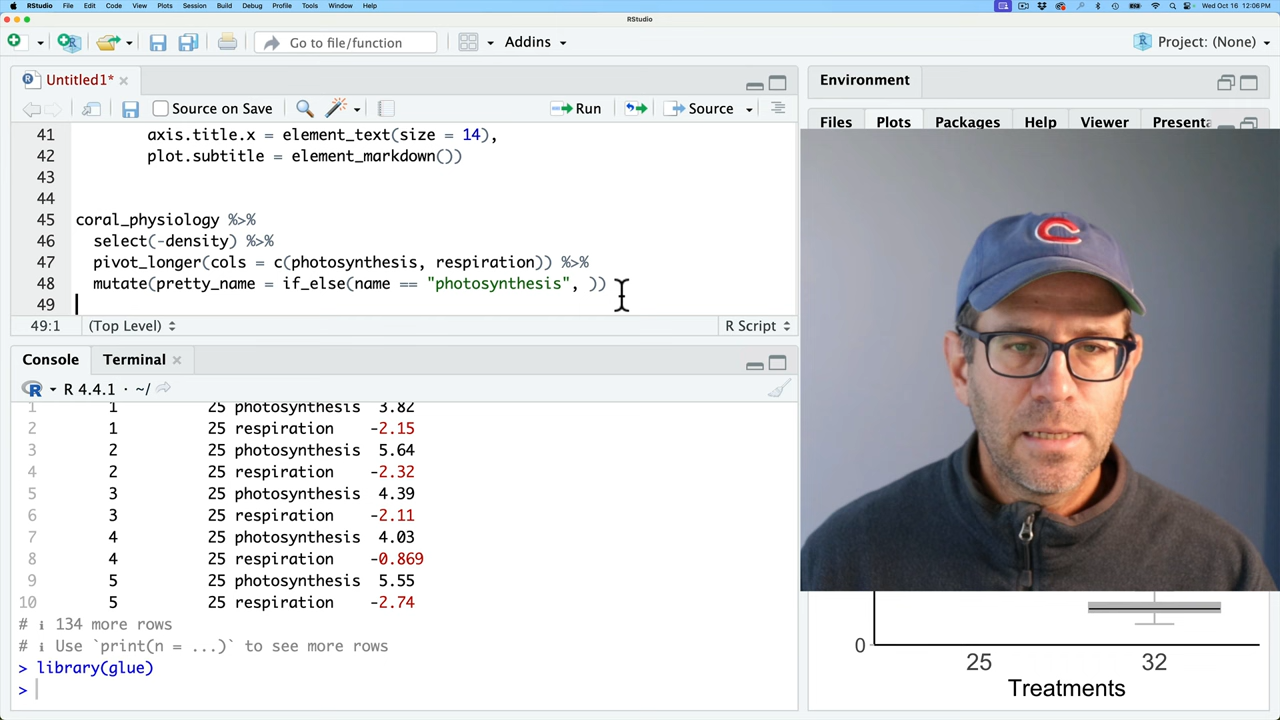 RStudio File Edit Code View Plots Session Build Debug Profile Tools Window Help Wed Oct 16 12:06 PM
RStudio
Go to file/function Addins Project: (None)
Untitled1*
Source on Save Run Source
41 axis.title.x = element_text(size = 14),
42 plot.subtitle = element_markdown())
43
44
45 coral_physiology %>%
46 select(-density) %>%
47 pivot_longer(cols = c(photosynthesis, respiration)) %>%
48 mutate(pretty_name = if_else(name == "photosynthesis", ))
49
49:1 (Top Level) R Script
Console Terminal
R 4.4.1 · ~/
1 1 25 photosynthesis 3.82
2 1 25 respiration -2.15
3 2 25 photosynthesis 5.64
4 2 25 respiration -2.32
5 3 25 photosynthesis 4.39
6 3 25 respiration -2.11
7 4 25 photosynthesis 4.03
8 4 25 respiration -0.869
9 5 25 photosynthesis 5.55
10 5 25 respiration -2.74
# ℹ 134 more rows
# ℹ Use `print(n = ...)` to see more rows
> library(glue)
>
Environment
Files Plots Packages Help Viewer Presenta
C
0
25 32
Treatments